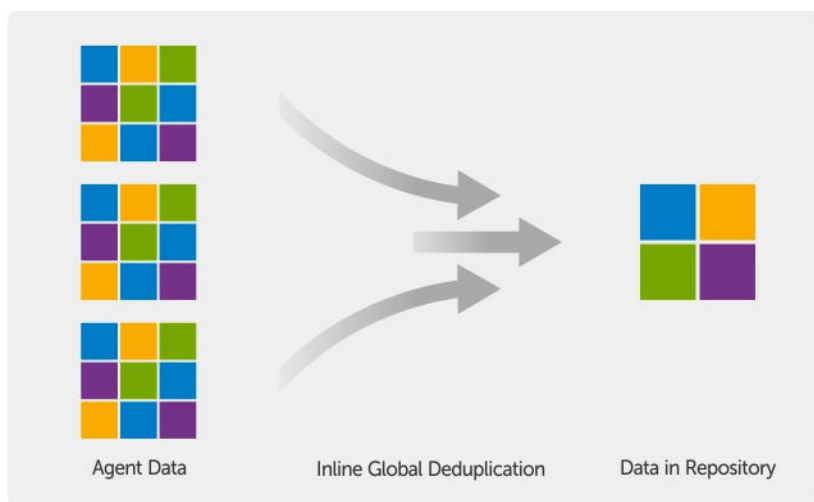 Agent Data
Inline Global Deduplication
Data in Repository